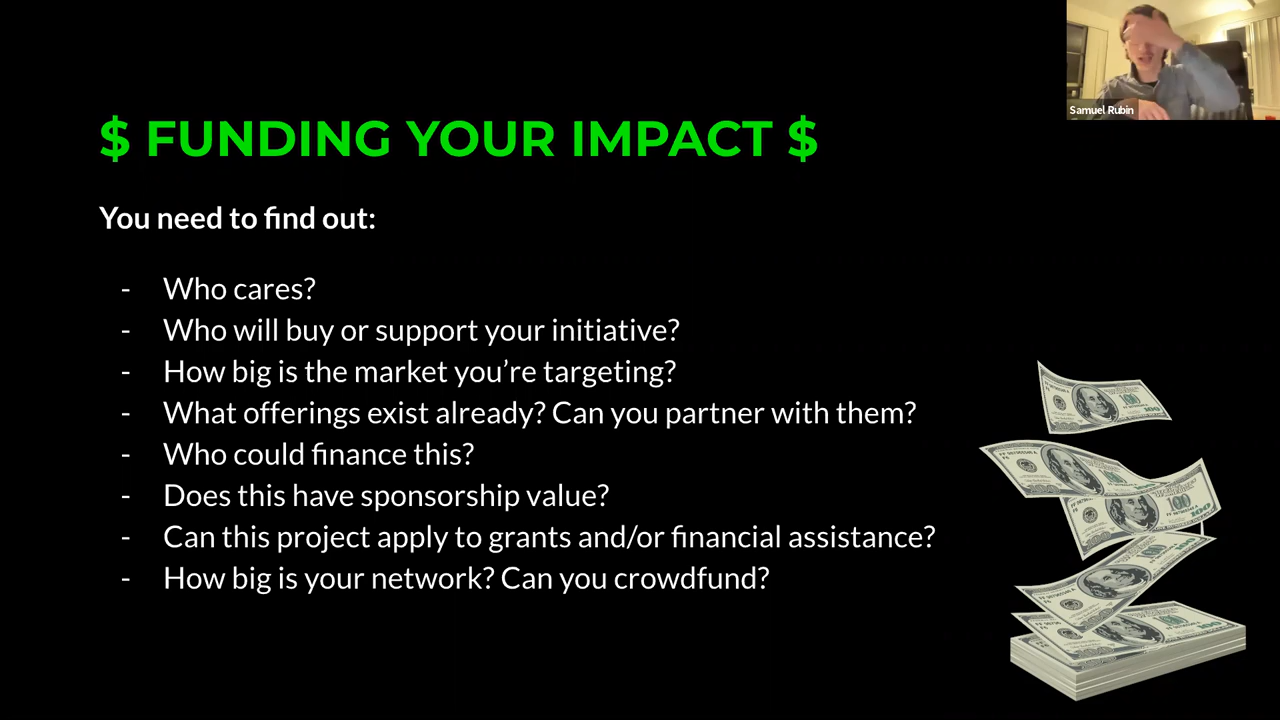 Samuel Rubin
$ FUNDING YOUR IMPACT $
You need to find out:
- Who cares?
- Who will buy or support your initiative?
- How big is the market you’re targeting?
- What offerings exist already? Can you partner with them?
- Who could finance this?
- Does this have sponsorship value?
- Can this project apply to grants and/or financial assistance?
- How big is your network? Can you crowdfund?
100
100